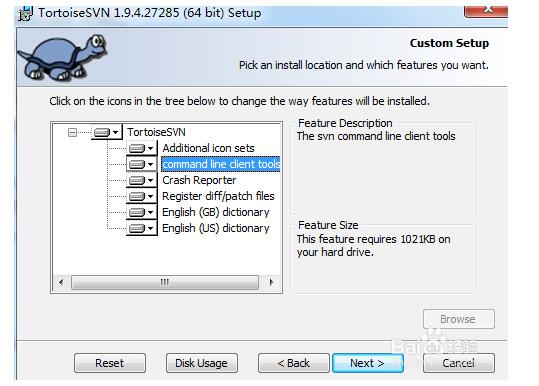 TortoiseSVN 1.9.4.27285 (64 bit) Setup
Custom Setup
Pick an install location and which features you want.
Click on the icons in the tree below to change the way features will be installed.
TortoiseSVN
Additional icon sets
command line client tools
Crash Reporter
Register diff/patch files
English (GB) dictionary
English (US) dictionary
Feature Description
The svn command line client tools
Feature Size
This feature requires 1021KB on
your hard drive.
Browse
Baidu 经验
Reset
Disk Usage
< Back
Next >
Cancel